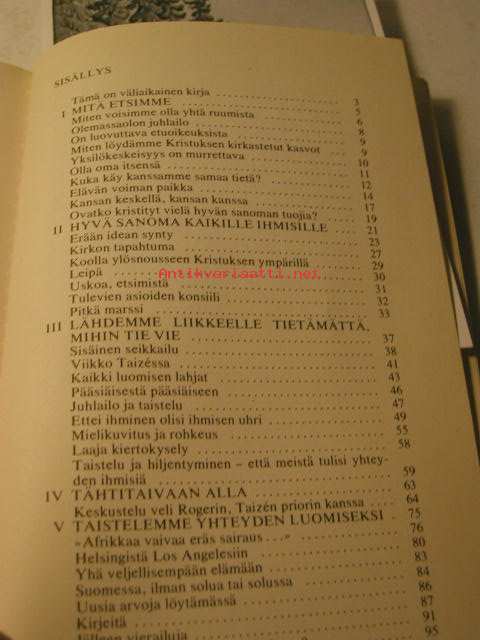 SISÄLLYS
Tämä on väliaikainen kirja 3
I MITÄ ETSIMME 5
Miten voisimme olla yhtä ruumista 6
Olemassaolon juhlailo 8
On luovuttava etuoikeuksista 9
Miten löydämme Kristuksen kirkastetut kasvot 9
Yksilökeskeisyys on murrettava 10
Olla oma itsensä 11
Kuka käy kanssamme samaa tietä? 12
Elävän voiman paikka 14
Kansan keskellä, kansan kanssa 17
Ovatko kristityt vielä hyvän sanoman tuojia? 19
II HYVÄ SANOMA KAIKILLE IHMISILLE 21
Erään idean synty 23
Kirkon tapahtuma 27
Koolla ylösnousseen Kristuksen ympärillä 29
Leipä 30
Uskoa, etsimistä 31
Tulevien asioiden konsiili 32
Pitkä marssi 33
Antikvariaatti.net
III LÄHDEMME LIIKKEELLE TIETÄMÄTTÄ,
MIHIN TIE VIE 37
Sisäinen seikkailu 38
Viikko Taizéssa 41
Kaikki luomisen lahjat 43
Pääsiäisestä pääsiäiseen 46
Juhlailo ja taistelu 47
Ettei ihminen olisi ihmisen uhri 49
Mielikuvitus ja rohkeus 55
Laaja kiertokysely 58
Taistelu ja hiljentyminen – että meistä tulisi yhtey-
den ihmisiä 59
IV TÄHTITAIVAAN ALLA 63
Keskustelu veli Rogerin, Taizén priorin kanssa 64
V TAISTELEMME YHTEYDEN LUOMISEKSI 75
»Afrikkaa vaivaa eräs sairaus...» 76
Helsingistä Los Angelesiin 80
Yhä veljellisempään elämään 83
Suomessa, ilman solua tai solussa 84
Uusia arvoja löytämässä 86
Kirjeitä 87
Jälleen vierailuja 91
95